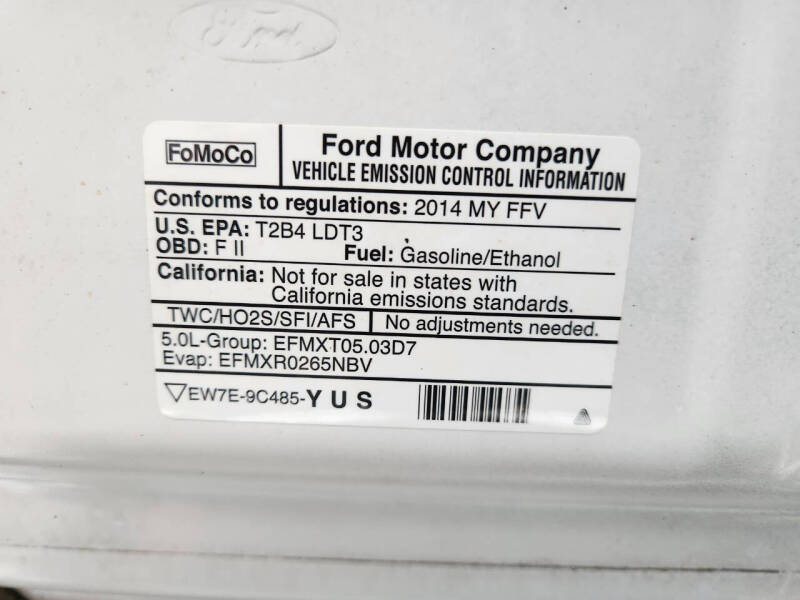 Ford
FoMoCo
Ford Motor Company
VEHICLE EMISSION CONTROL INFORMATION
Conforms to regulations: 2014 MY FFV
U.S. EPA: T2B4 LDT3
OBD: F II Fuel: Gasoline/Ethanol
California: Not for sale in states with
California emissions standards.
TWC/HO2S/SFI/AFS No adjustments needed.
5.0L-Group: EFMXT05.03D7
Evap: EFMXR0265NBV
EW7E-9C485-YUS